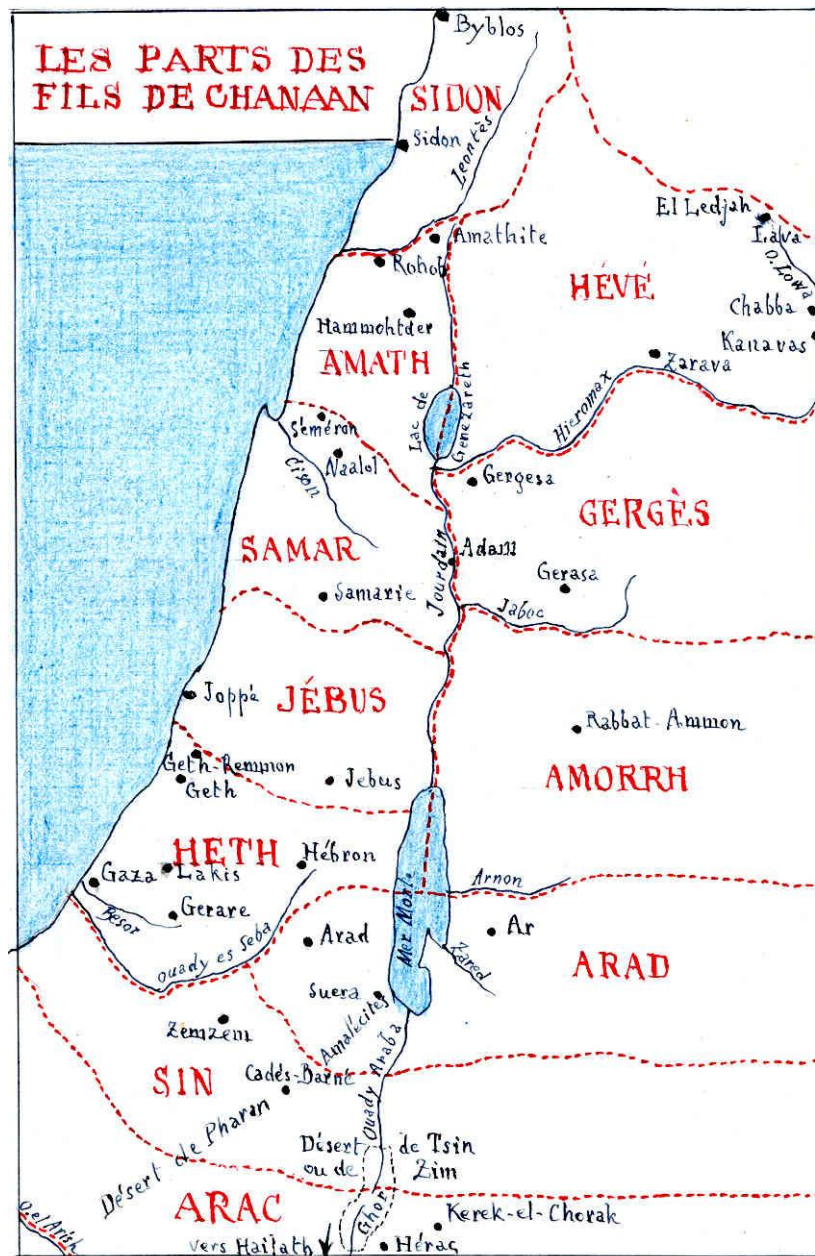 LES PARTS DES
FILS DE CHANAAN
Byblos
SIDON
Sidon
Leontès
Amathite
Rohob
El Ledjah
Lava
O. Lowa
HÉVÉ
Chabba
Kanavas
Zarava
Hammohtder
AMATH
Lac de
Genezareth
Hieromax
Séméron
Naalol
Cison
Gergesa
GERGÈS
SAMAR
Jourdain
Adam
Gerasa
Samarie
Jaboc
JÉBUS
Joppé
Rabbat-Ammon
Geth-Remmon
Geth
Jebus
AMORRH
HETH
Hébron
Gaza
Lakis
Arnon
Besor
Gerare
Ouady es Seba
Arad
Mer Morte
Ar
Zared
ARAD
Suera
Amalécites
Zemzem
SIN
Cadés-Barné
Ouady Araba
Désert de Pharan
Désert de Tsin
ou de Zim
ARAC
Ghor
O. el Arish
Kerek-el-Chorak
vers Hailath
Hérac